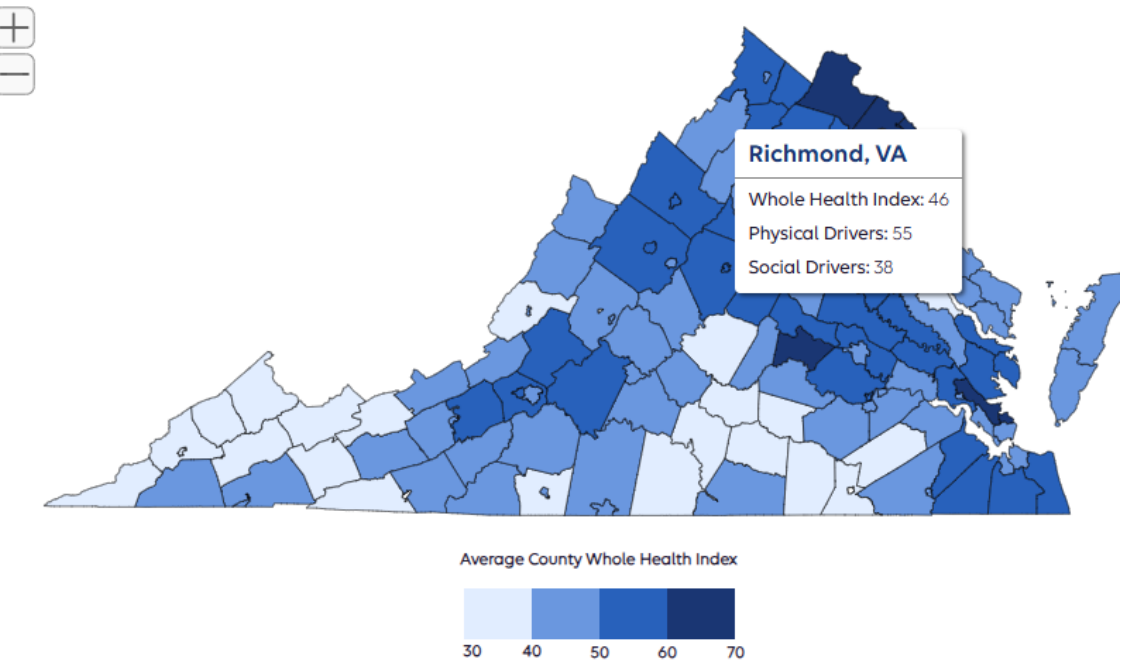 Richmond, VA
Whole Health Index: 46
Physical Drivers: 55
Social Drivers: 38
Average County Whole Health Index
30 40 50 60 70